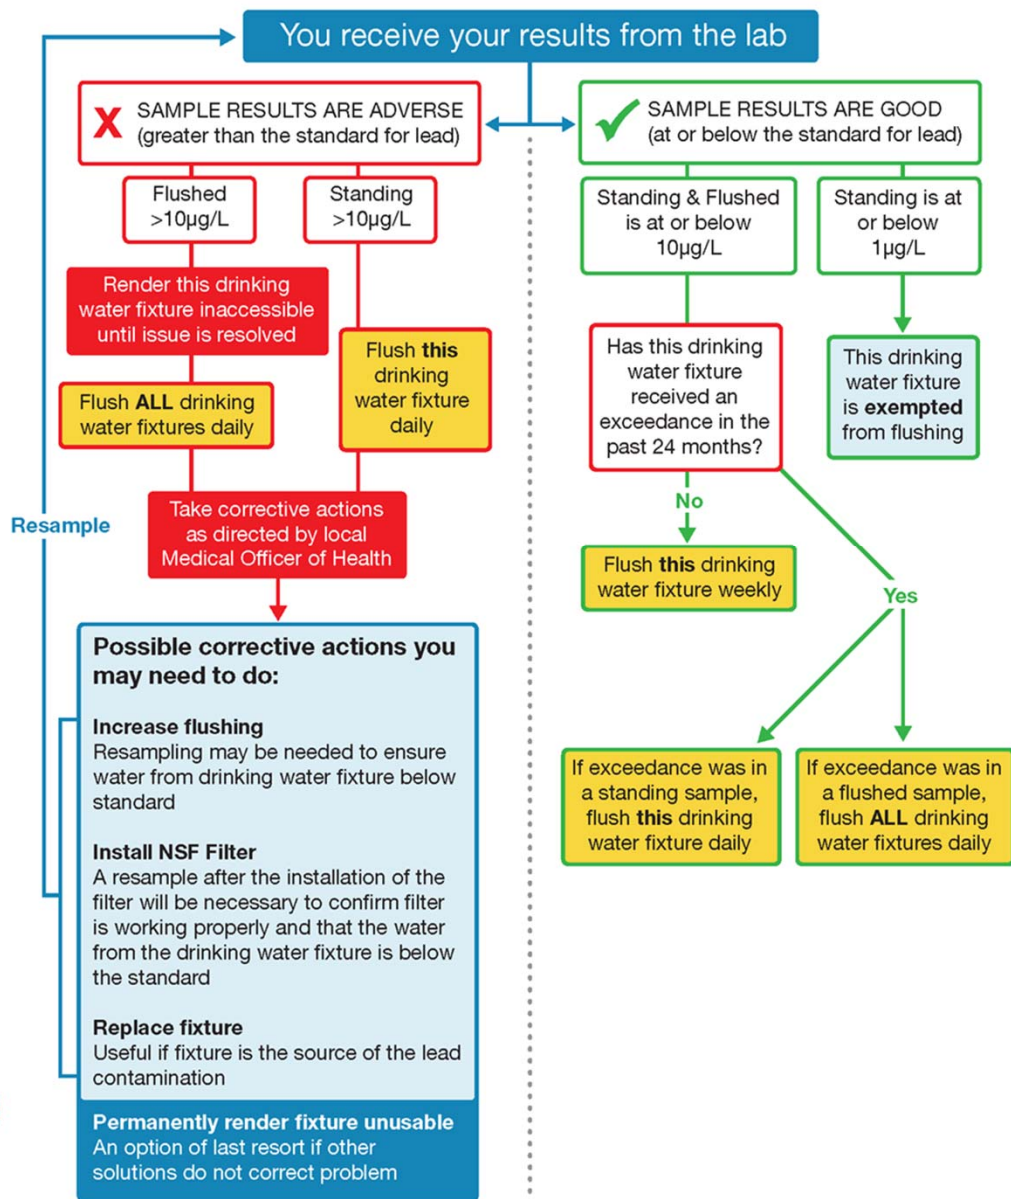 You receive your results from the lab
X SAMPLE RESULTS ARE ADVERSE
(greater than the standard for lead)
Flushed
>10µg/L
Standing
>10µg/L
Render this drinking
water fixture inaccessible
until issue is resolved
Flush ALL drinking
water fixtures daily
Flush this
drinking
water fixture
daily
Take corrective actions
as directed by local
Medical Officer of Health
Resample
Possible corrective actions you
may need to do:
Increase flushing
Resampling may be needed to ensure
water from drinking water fixture below
standard
Install NSF Filter
A resample after the installation of the
filter will be necessary to confirm filter
is working properly and that the water
from the drinking water fixture is below
the standard
Replace fixture
Useful if fixture is the source of the lead
contamination
Permanently render fixture unusable
An option of last resort if other
solutions do not correct problem
SAMPLE RESULTS ARE GOOD
(at or below the standard for lead)
Standing & Flushed
is at or below
10µg/L
Standing is at
or below
1µg/L
Has this drinking
water fixture
received an
exceedance in the
past 24 months?
This drinking
water fixture
is exempted
from flushing
No
Flush this drinking
water fixture weekly
Yes
If exceedance was in
a standing sample,
flush this drinking
water fixture daily
If exceedance was in
a flushed sample,
flush ALL drinking
water fixtures daily